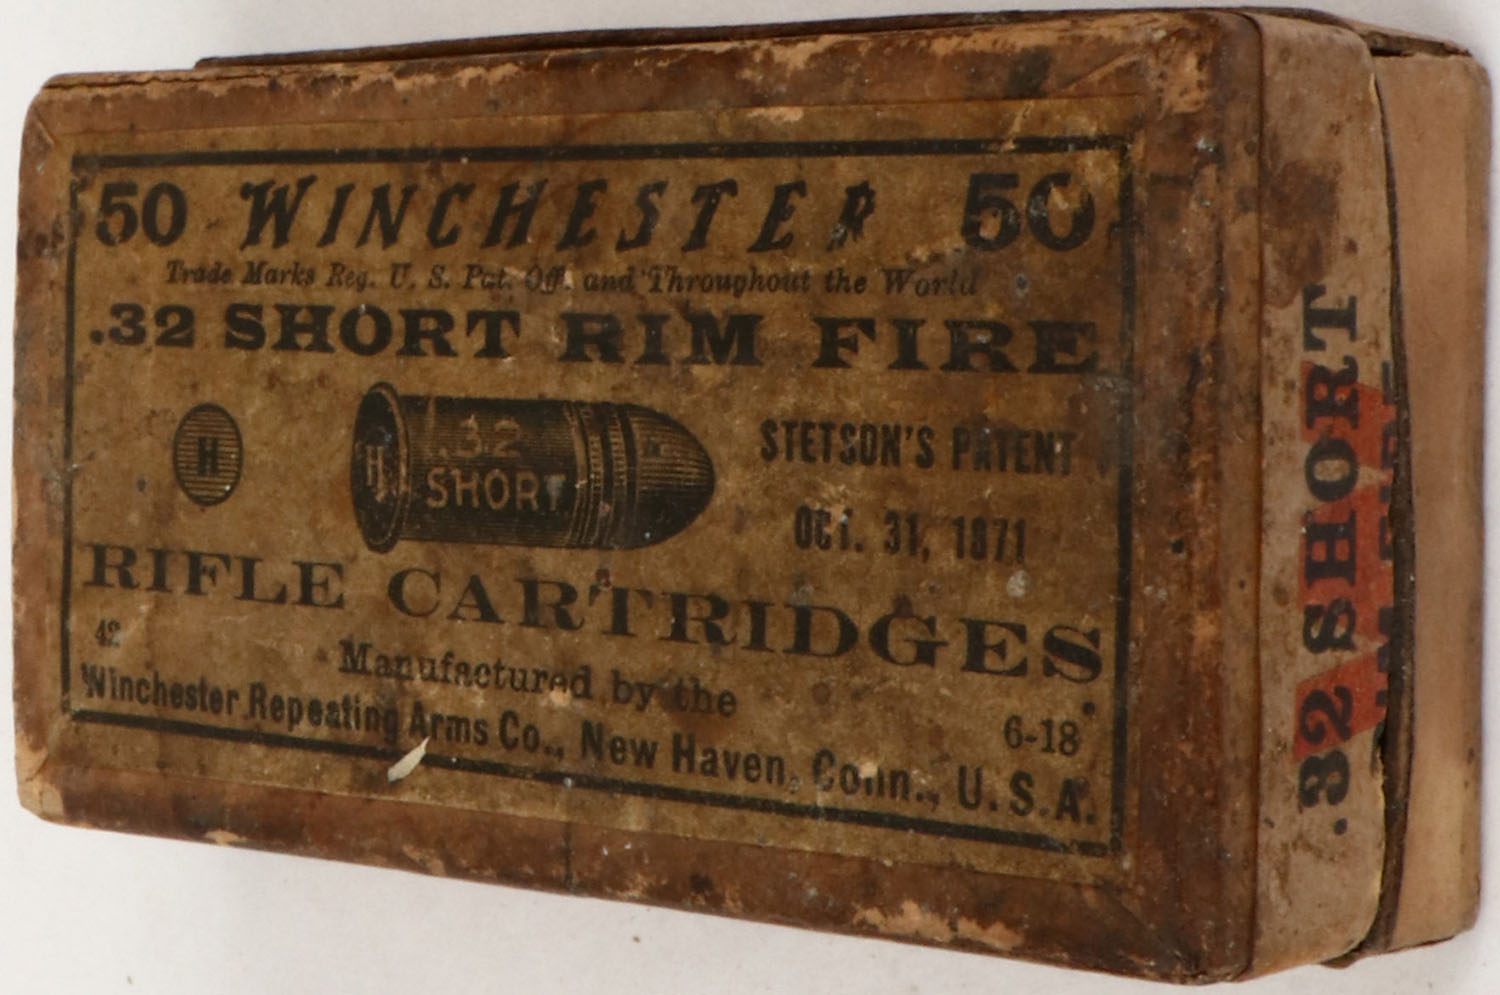 50 WINCHESTER 50
Trade Marks Reg. U. S. Pat. Off. and Throughout the World
.32 SHORT RIM FIRE
H
H
.32
SHORT
STETSON'S PATENT
OCT. 31, 1871
RIFLE CARTRIDGES
42
Manufactured by the
6-18
Winchester Repeating Arms Co., New Haven, Conn., U.S.A.
.32 SHORT